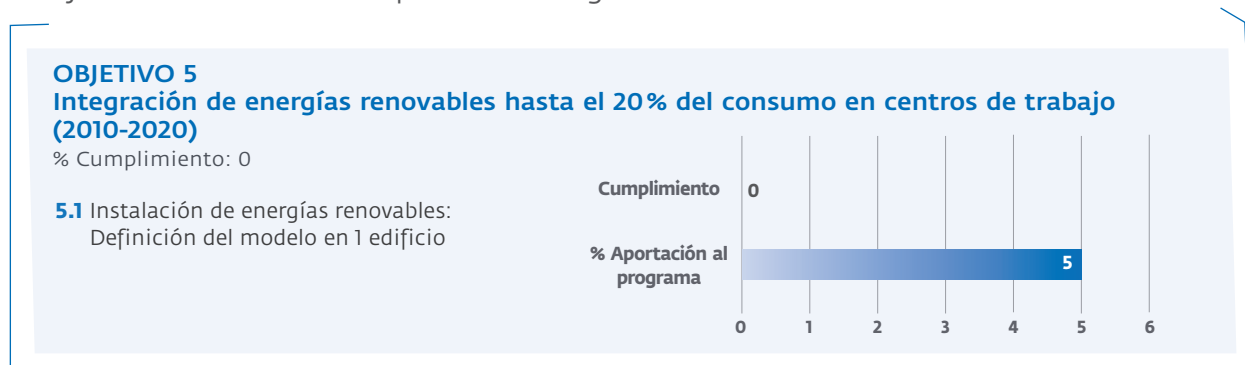 OBJETIVO 5
Integración de energías renovables hasta el 20% del consumo en centros de trabajo
(2010-2020)
% Cumplimiento: 0
5.1 Instalación de energías renovables:
Definición del modelo en 1 edificio
Cumplimiento 0
% Aportación al
programa
5
0 1 2 3 4 5 6